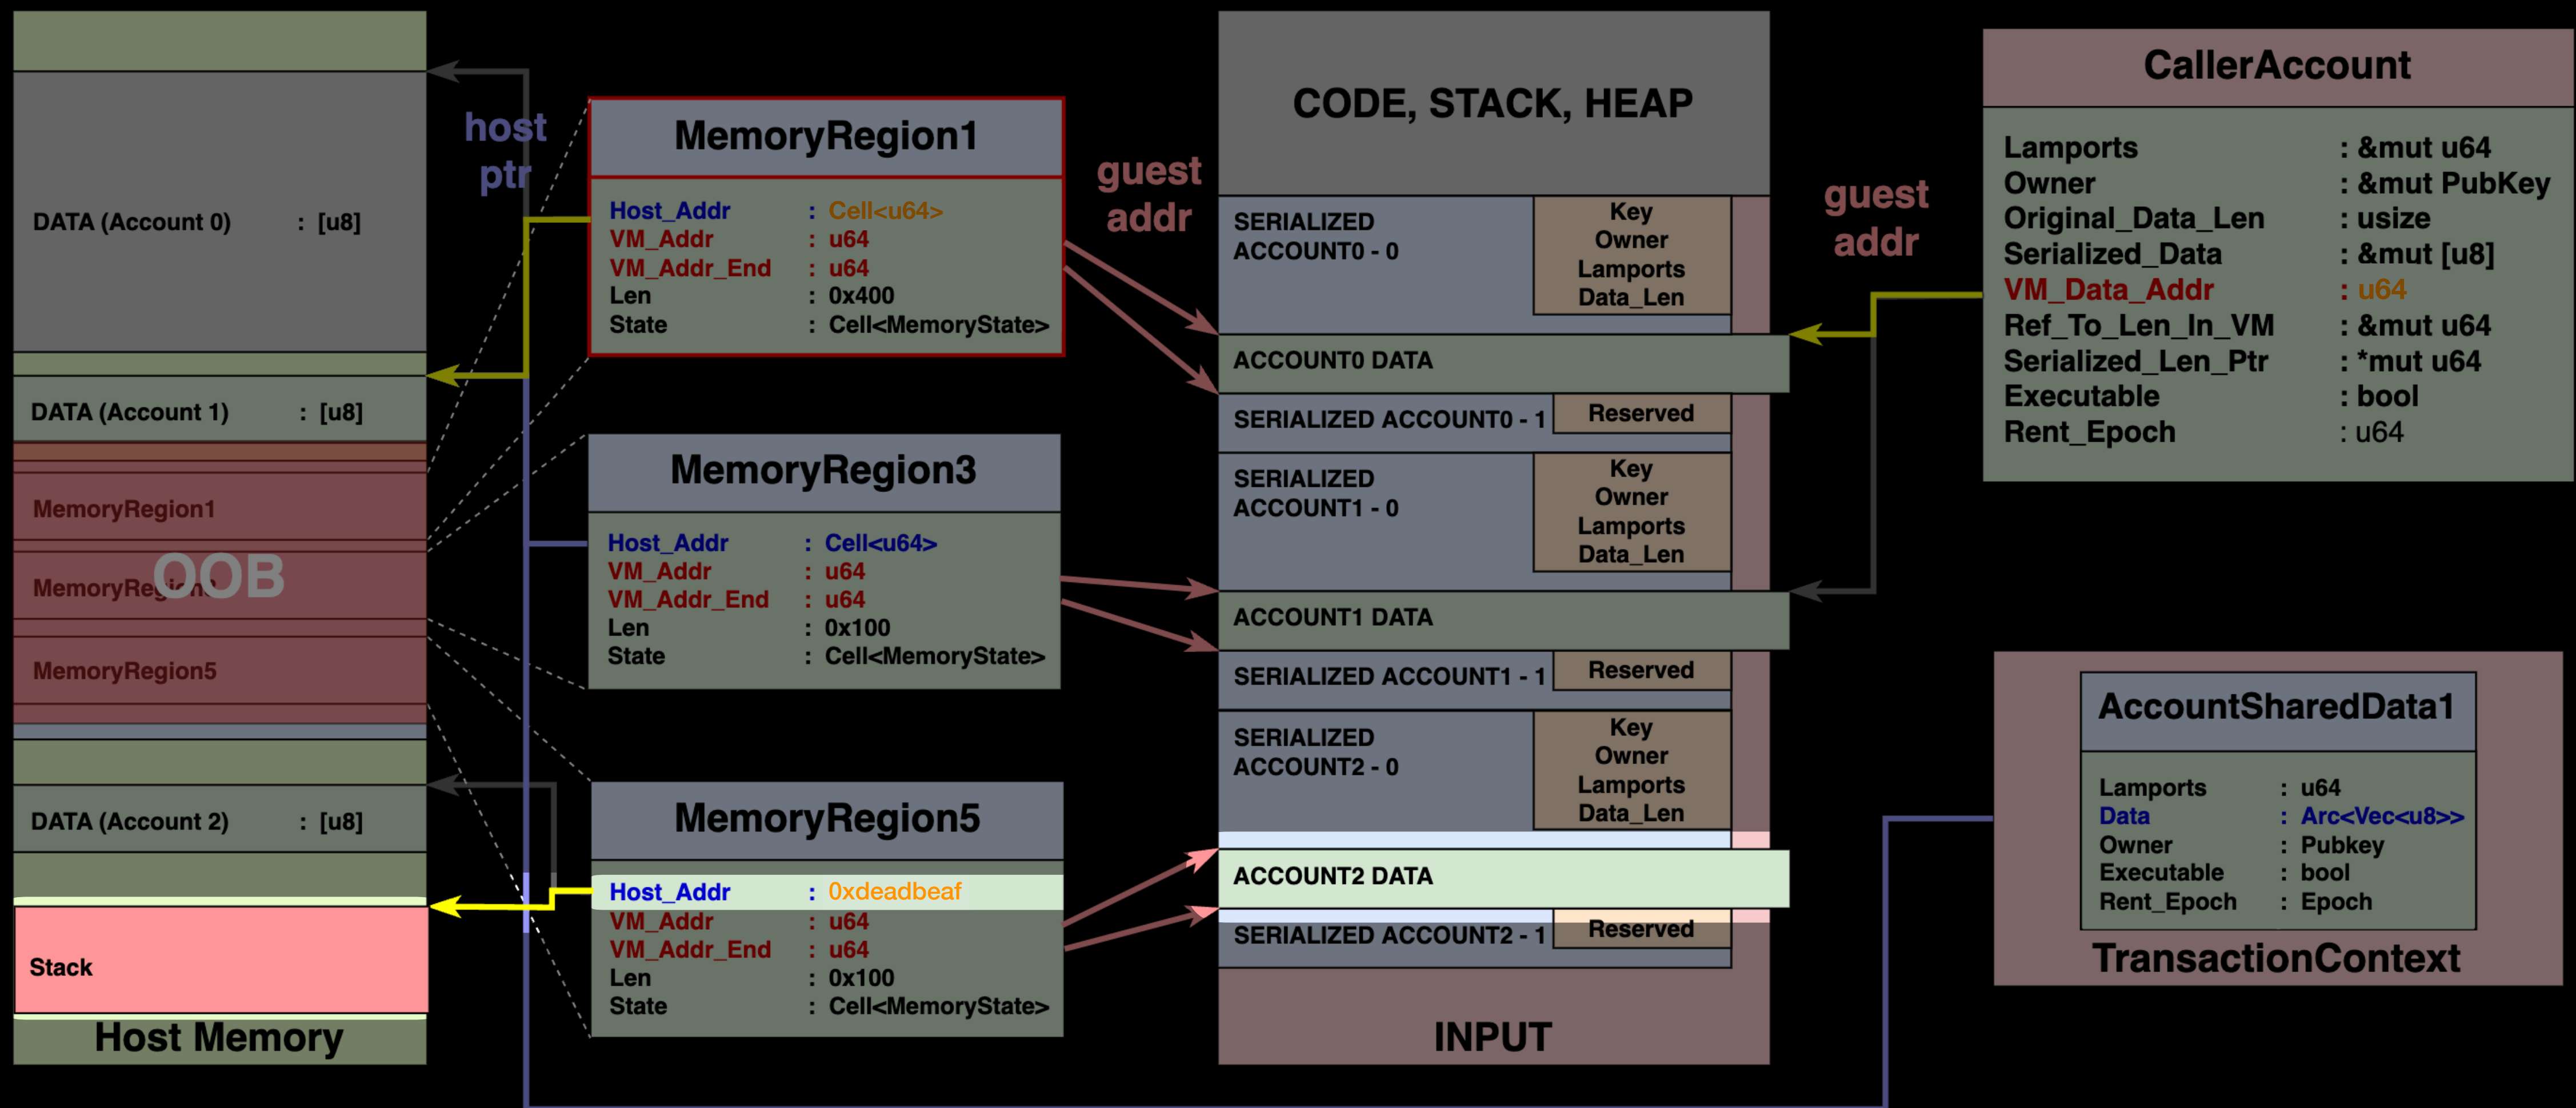 DATA (Account 0) : [u8]
DATA (Account 1) : [u8]
MemoryRegion1
OOB
MemoryRegion5
DATA (Account 2) : [u8]
Stack
Host Memory
host
ptr
MemoryRegion1
Host_Addr : Cell<u64>
VM_Addr : u64
VM_Addr_End : u64
Len : 0x400
State : Cell<MemoryState>
MemoryRegion3
Host_Addr : Cell<u64>
VM_Addr : u64
VM_Addr_End : u64
Len : 0x100
State : Cell<MemoryState>
MemoryRegion5
Host_Addr : 0xdeadbeaf
VM_Addr : u64
VM_Addr_End : u64
Len : 0x100
State : Cell<MemoryState>
guest
addr
CODE, STACK, HEAP
SERIALIZED
ACCOUNT0 - 0
Key
Owner
Lamports
Data_Len
ACCOUNT0 DATA
SERIALIZED ACCOUNT0 - 1
Reserved
SERIALIZED
ACCOUNT1 - 0
Key
Owner
Lamports
Data_Len
ACCOUNT1 DATA
SERIALIZED ACCOUNT1 - 1
Reserved
SERIALIZED
ACCOUNT2 - 0
Key
Owner
Lamports
Data_Len
ACCOUNT2 DATA
SERIALIZED ACCOUNT2 - 1
Reserved
INPUT
guest
addr
CallerAccount
Lamports : &mut u64
Owner : &mut PubKey
Original_Data_Len : usize
Serialized_Data : &mut [u8]
VM_Data_Addr : u64
Ref_To_Len_In_VM : &mut u64
Serialized_Len_Ptr : *mut u64
Executable : bool
Rent_Epoch : u64
AccountSharedData1
Lamports : u64
Data : Arc<Vec<u8>>
Owner : Pubkey
Executable : bool
Rent_Epoch : Epoch
TransactionContext